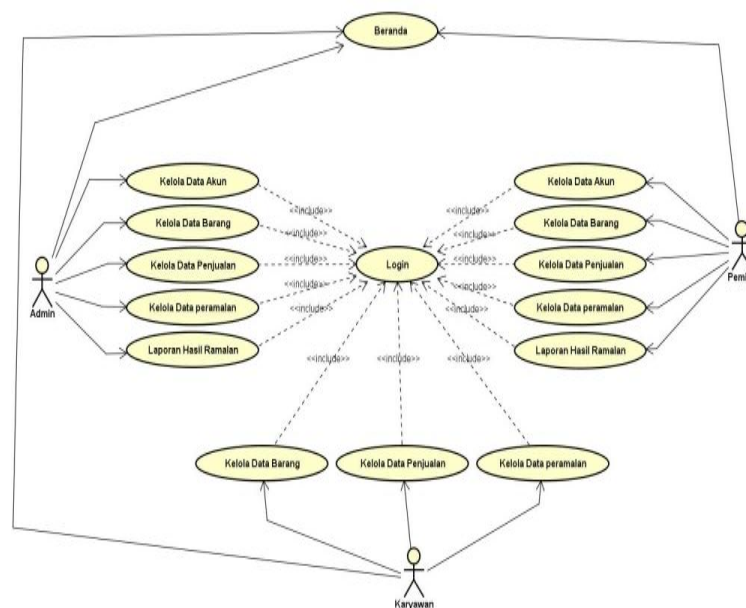 Beranda
Kelola Data Akun
Kelola Data Akun
<<include>>
<<include>>
Kelola Data Barang
Kelola Data Barang
<<include>>
<<include>>
Kelola Data Penjualan
<<include>>
Login
<<include>>
Kelola Data Penjualan
Admin
Kelola Data peramalan
<<include>>
<<include>>
Kelola Data peramalan
Laporan Hasil Ramalan
<<include>>
<<include>>
Laporan Hasil Ramalan
<<include>>
<<include>>
<<include>>
Kelola Data Barang
Kelola Data Penjualan
Kelola Data peramalan
Karyawan